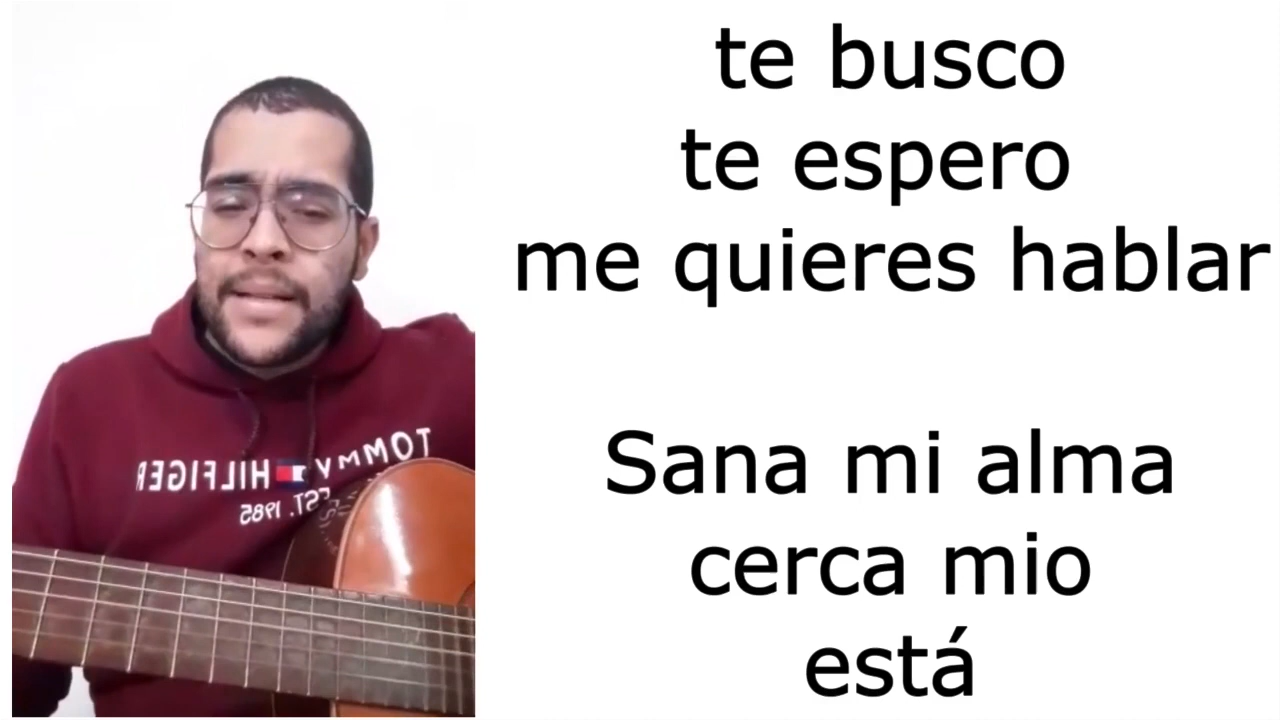 te busco
te espero
me quieres hablar
Sana mi alma
cerca mio
está
TOMMY HILFIGER
EST. 1985